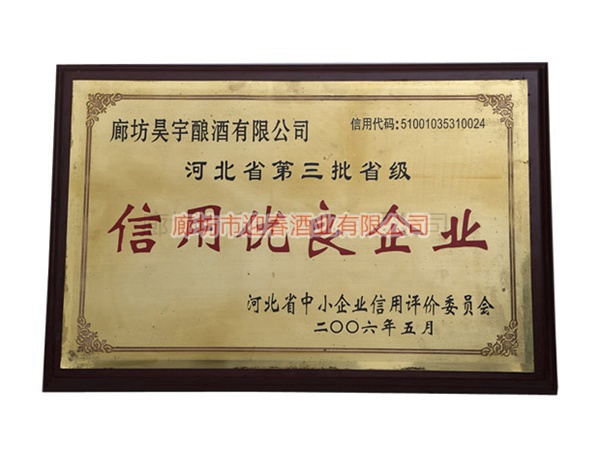 廊坊昊宇酿酒有限公司
信用代码:51001035310024
河北省第三批省级
信用优良企业
廊坊市迎春酒业有限公司
河北省中小企业信用评价委员会
二〇〇六年五月